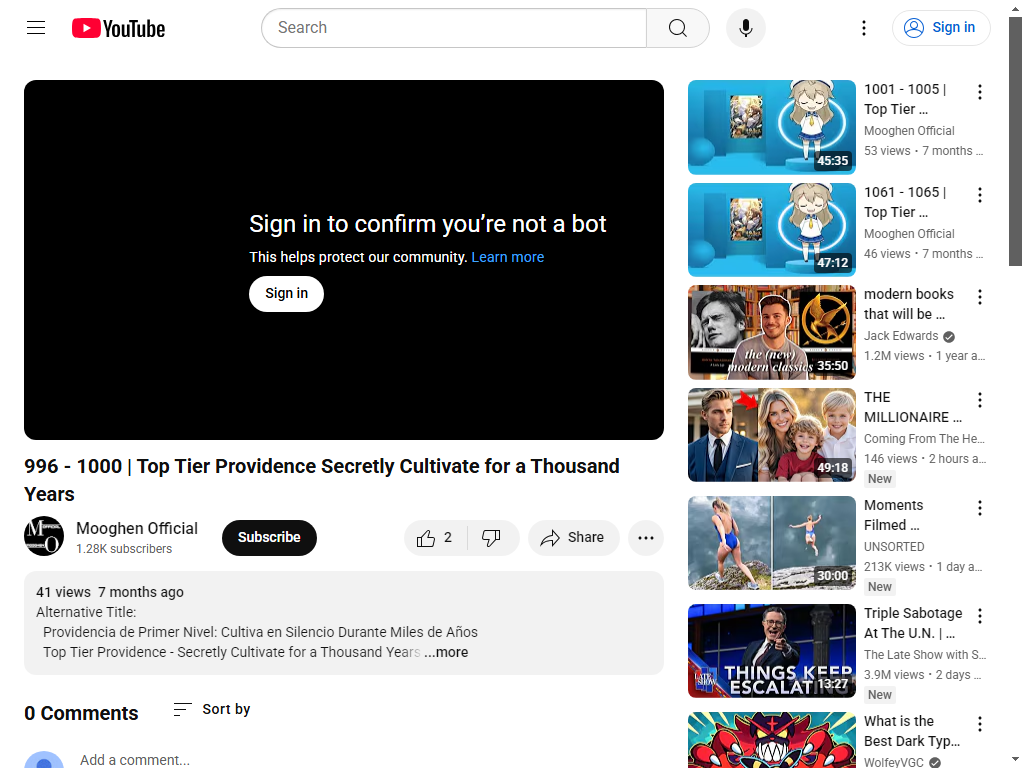 YouTube
Search
Sign in
Sign in to confirm you’re not a bot
This helps protect our community. Learn more
Sign in
996 - 1000 | Top Tier Providence Secretly Cultivate for a Thousand
Years
Mooghen Official
1.28K subscribers
Subscribe
2
Share
41 views 7 months ago
Alternative Title:
Providencia de Primer Nivel: Cultiva en Silencio Durante Miles de Años
Top Tier Providence - Secretly Cultivate for a Thousand Years ...more
0 Comments
Sort by
Add a comment...
45:35
1001 - 1005 |
Top Tier ...
Mooghen Official
53 views • 7 months ...
47:12
1061 - 1065 |
Top Tier ...
Mooghen Official
46 views • 7 months ...
the (new)
modern classics
35:50
modern books
that will be ...
Jack Edwards
1.2M views • 1 year a...
49:18
THE
MILLIONAIRE ...
Coming From The He...
146 views • 2 hours a...
New
30:00
Moments
Filmed ...
UNSORTED
213K views • 1 day a...
New
LATE SHOW
THINGS KEEP
ESCALATING
13:27
Triple Sabotage
At The U.N. | ...
The Late Show with S...
3.9M views • 2 days ...
New
What is the
Best Dark Typ...
WolfeyVGC